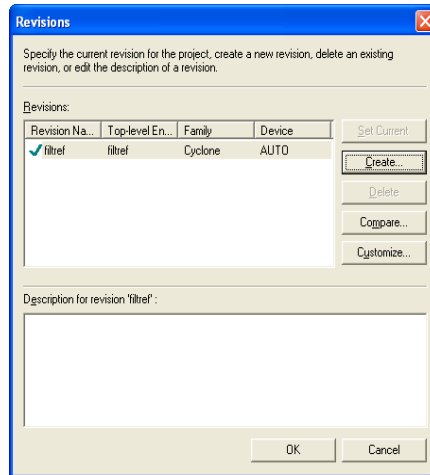 Revisions
Specify the current revision for the project, create a new revision, delete an existing
revision, or edit the description of a revision.
Revisions:
Revision Na... Top-level En... Family Device
filtref filtref Cyclone AUTO
Set Current
Create...
Delete
Compare...
Customize...
Description for revision 'filtref' :
OK Cancel